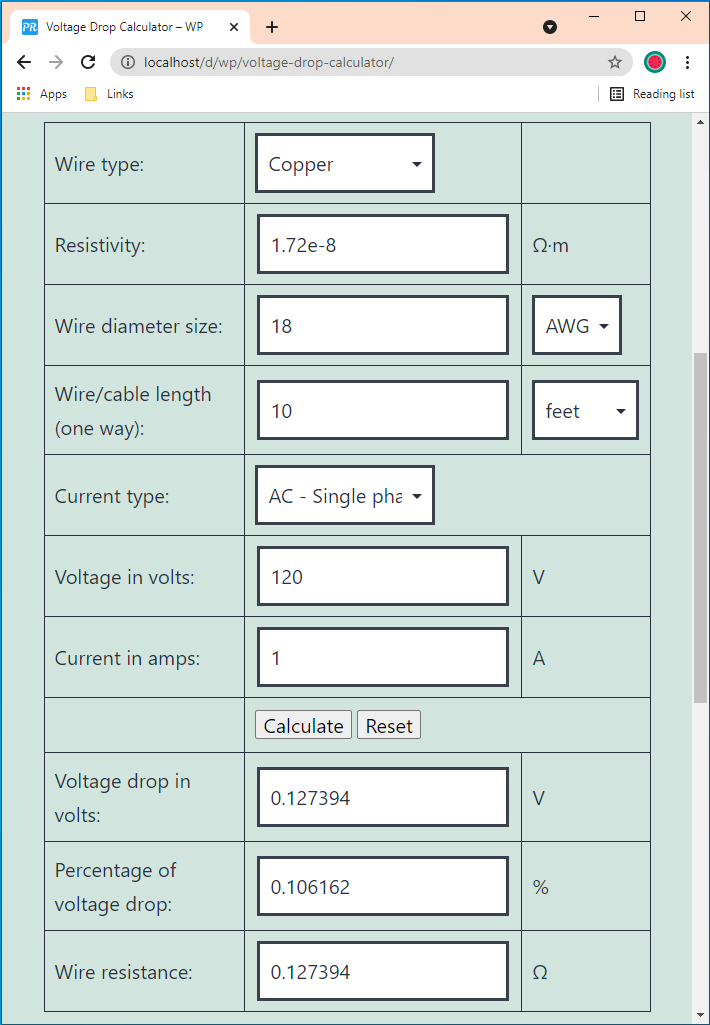 PR Voltage Drop Calculator – WP
localhost/d/wp/voltage-drop-calculator/
Apps Links Reading list
Wire type: Copper
Resistivity: 1.72e-8 Ω·m
Wire diameter size: 18 AWG
Wire/cable length
(one way): 10 feet
Current type: AC - Single pha
Voltage in volts: 120 V
Current in amps: 1 A
Calculate Reset
Voltage drop in
volts: 0.127394 V
Percentage of
voltage drop: 0.106162 %
Wire resistance: 0.127394 Ω